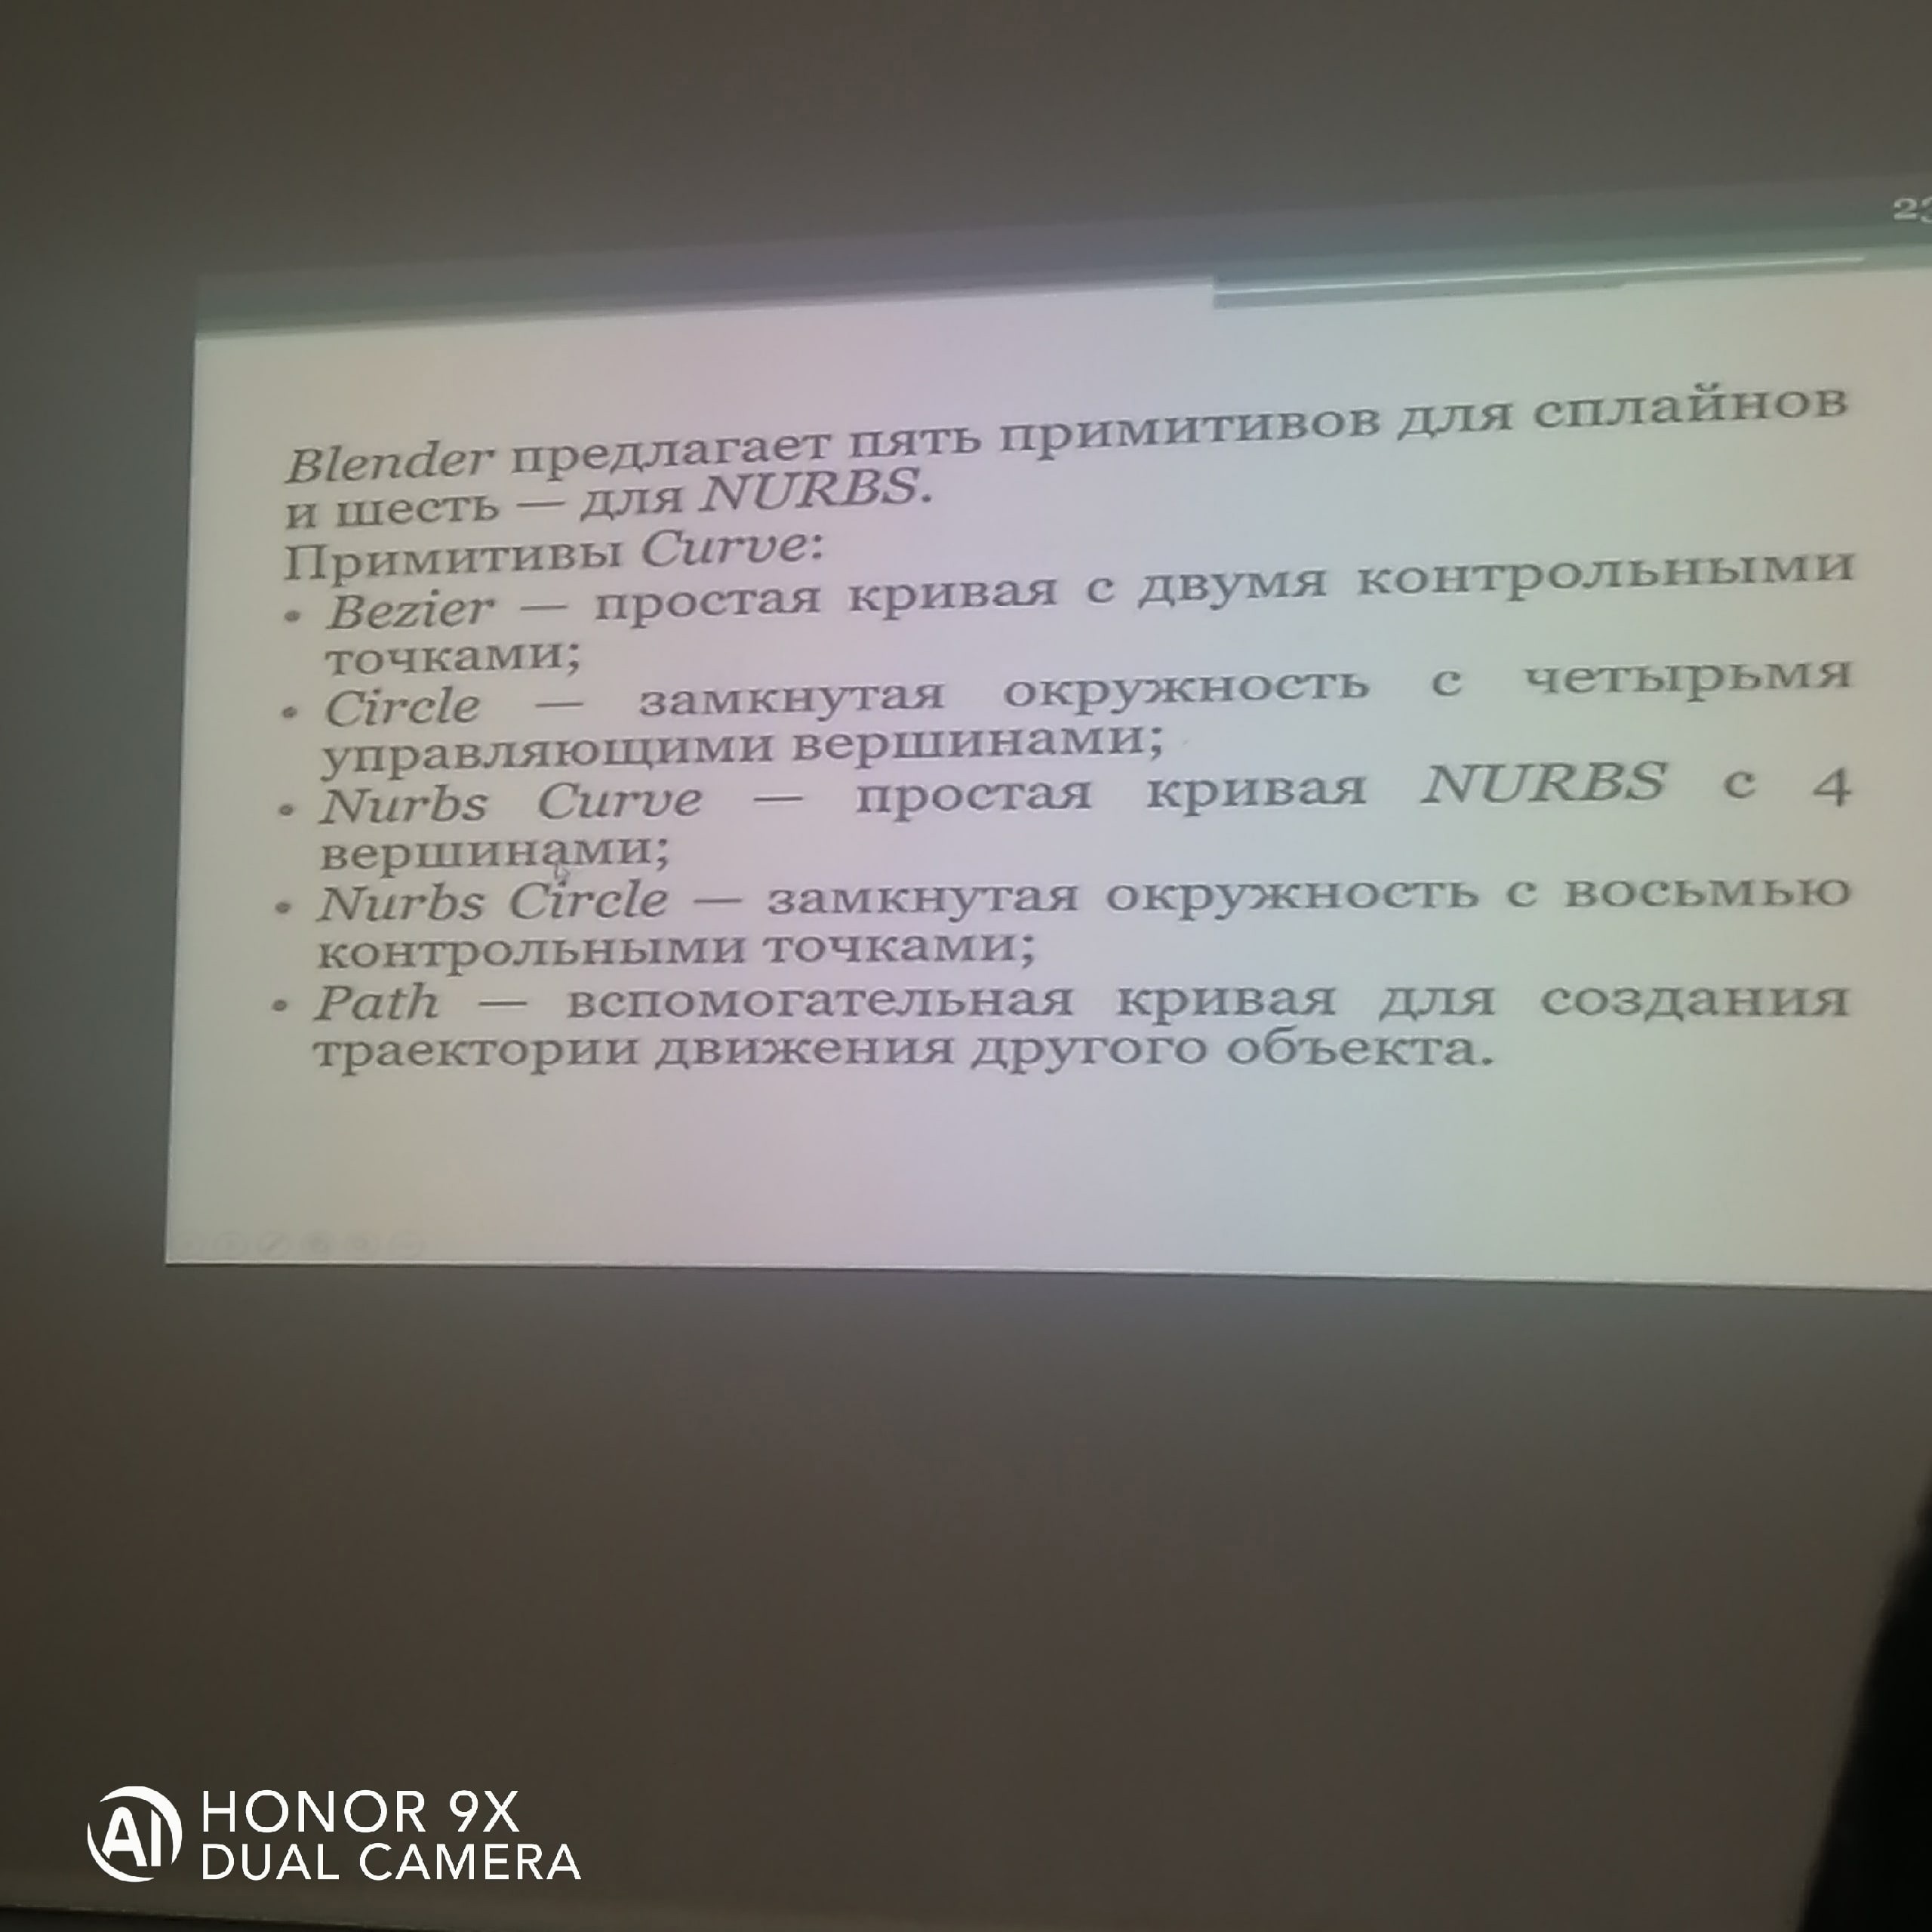 23
Blender предлагает пять примитивов для сплайнов
и шесть — для NURBS.
Примитивы Curve:
• Bezier — простая кривая с двумя контрольными
точками;
• Circle — замкнутая окружность с четырьмя
управляющими вершинами;
• Nurbs Curve — простая кривая NURBS с 4
вершинами;
• Nurbs Circle — замкнутая окружность с восьмью
контрольными точками;
• Path — вспомогательная кривая для создания
траектории движения другого объекта.
AI HONOR 9X
DUAL CAMERA